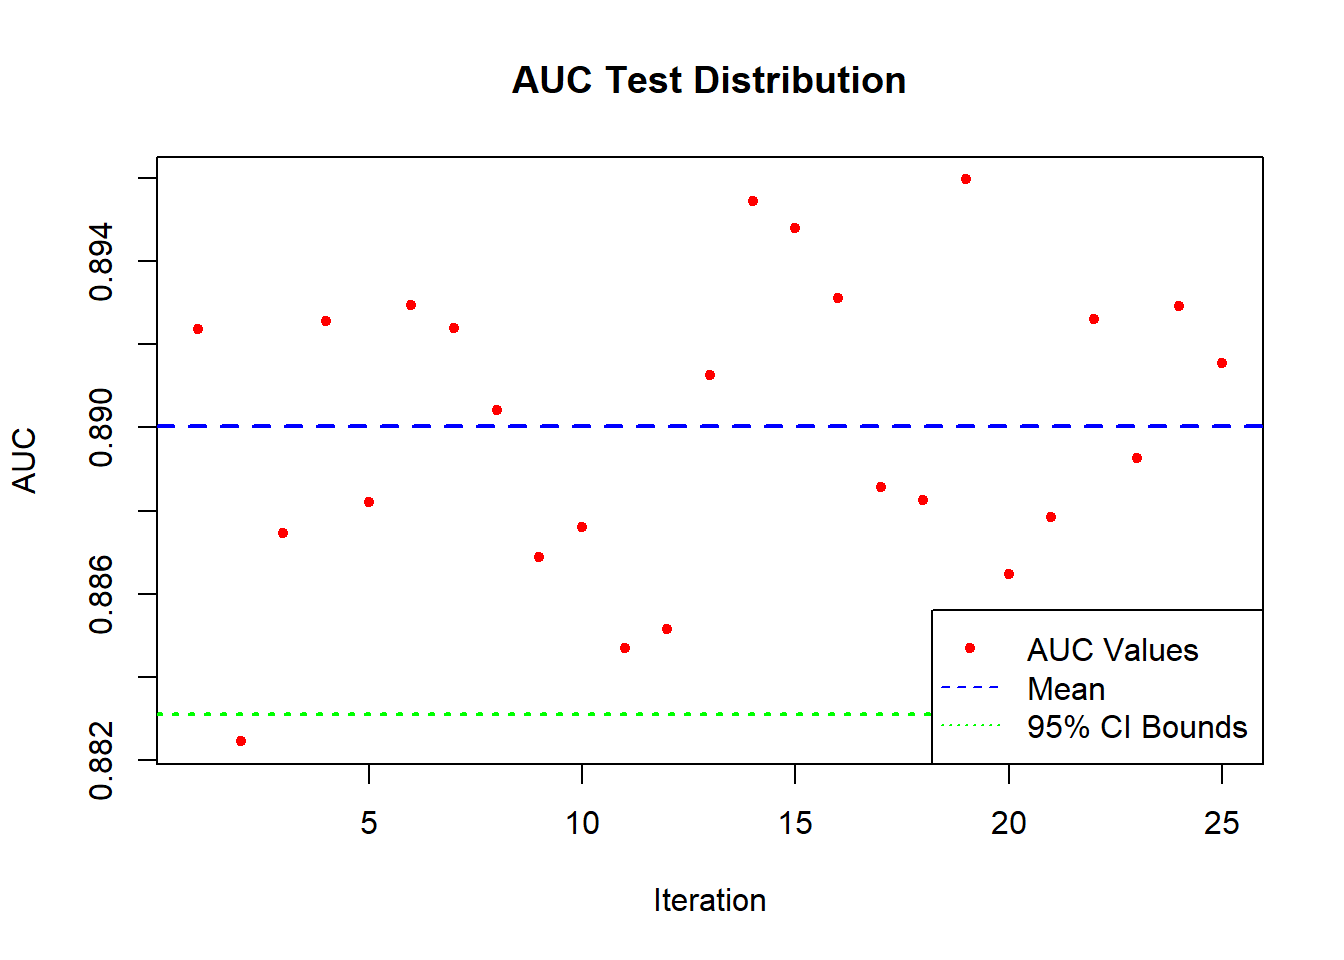 AUC Test Distribution
AUC
0.894
0.890
0.886
0.882
AUC Values
Mean
95% CI Bounds
5 10 15 20 25
Iteration